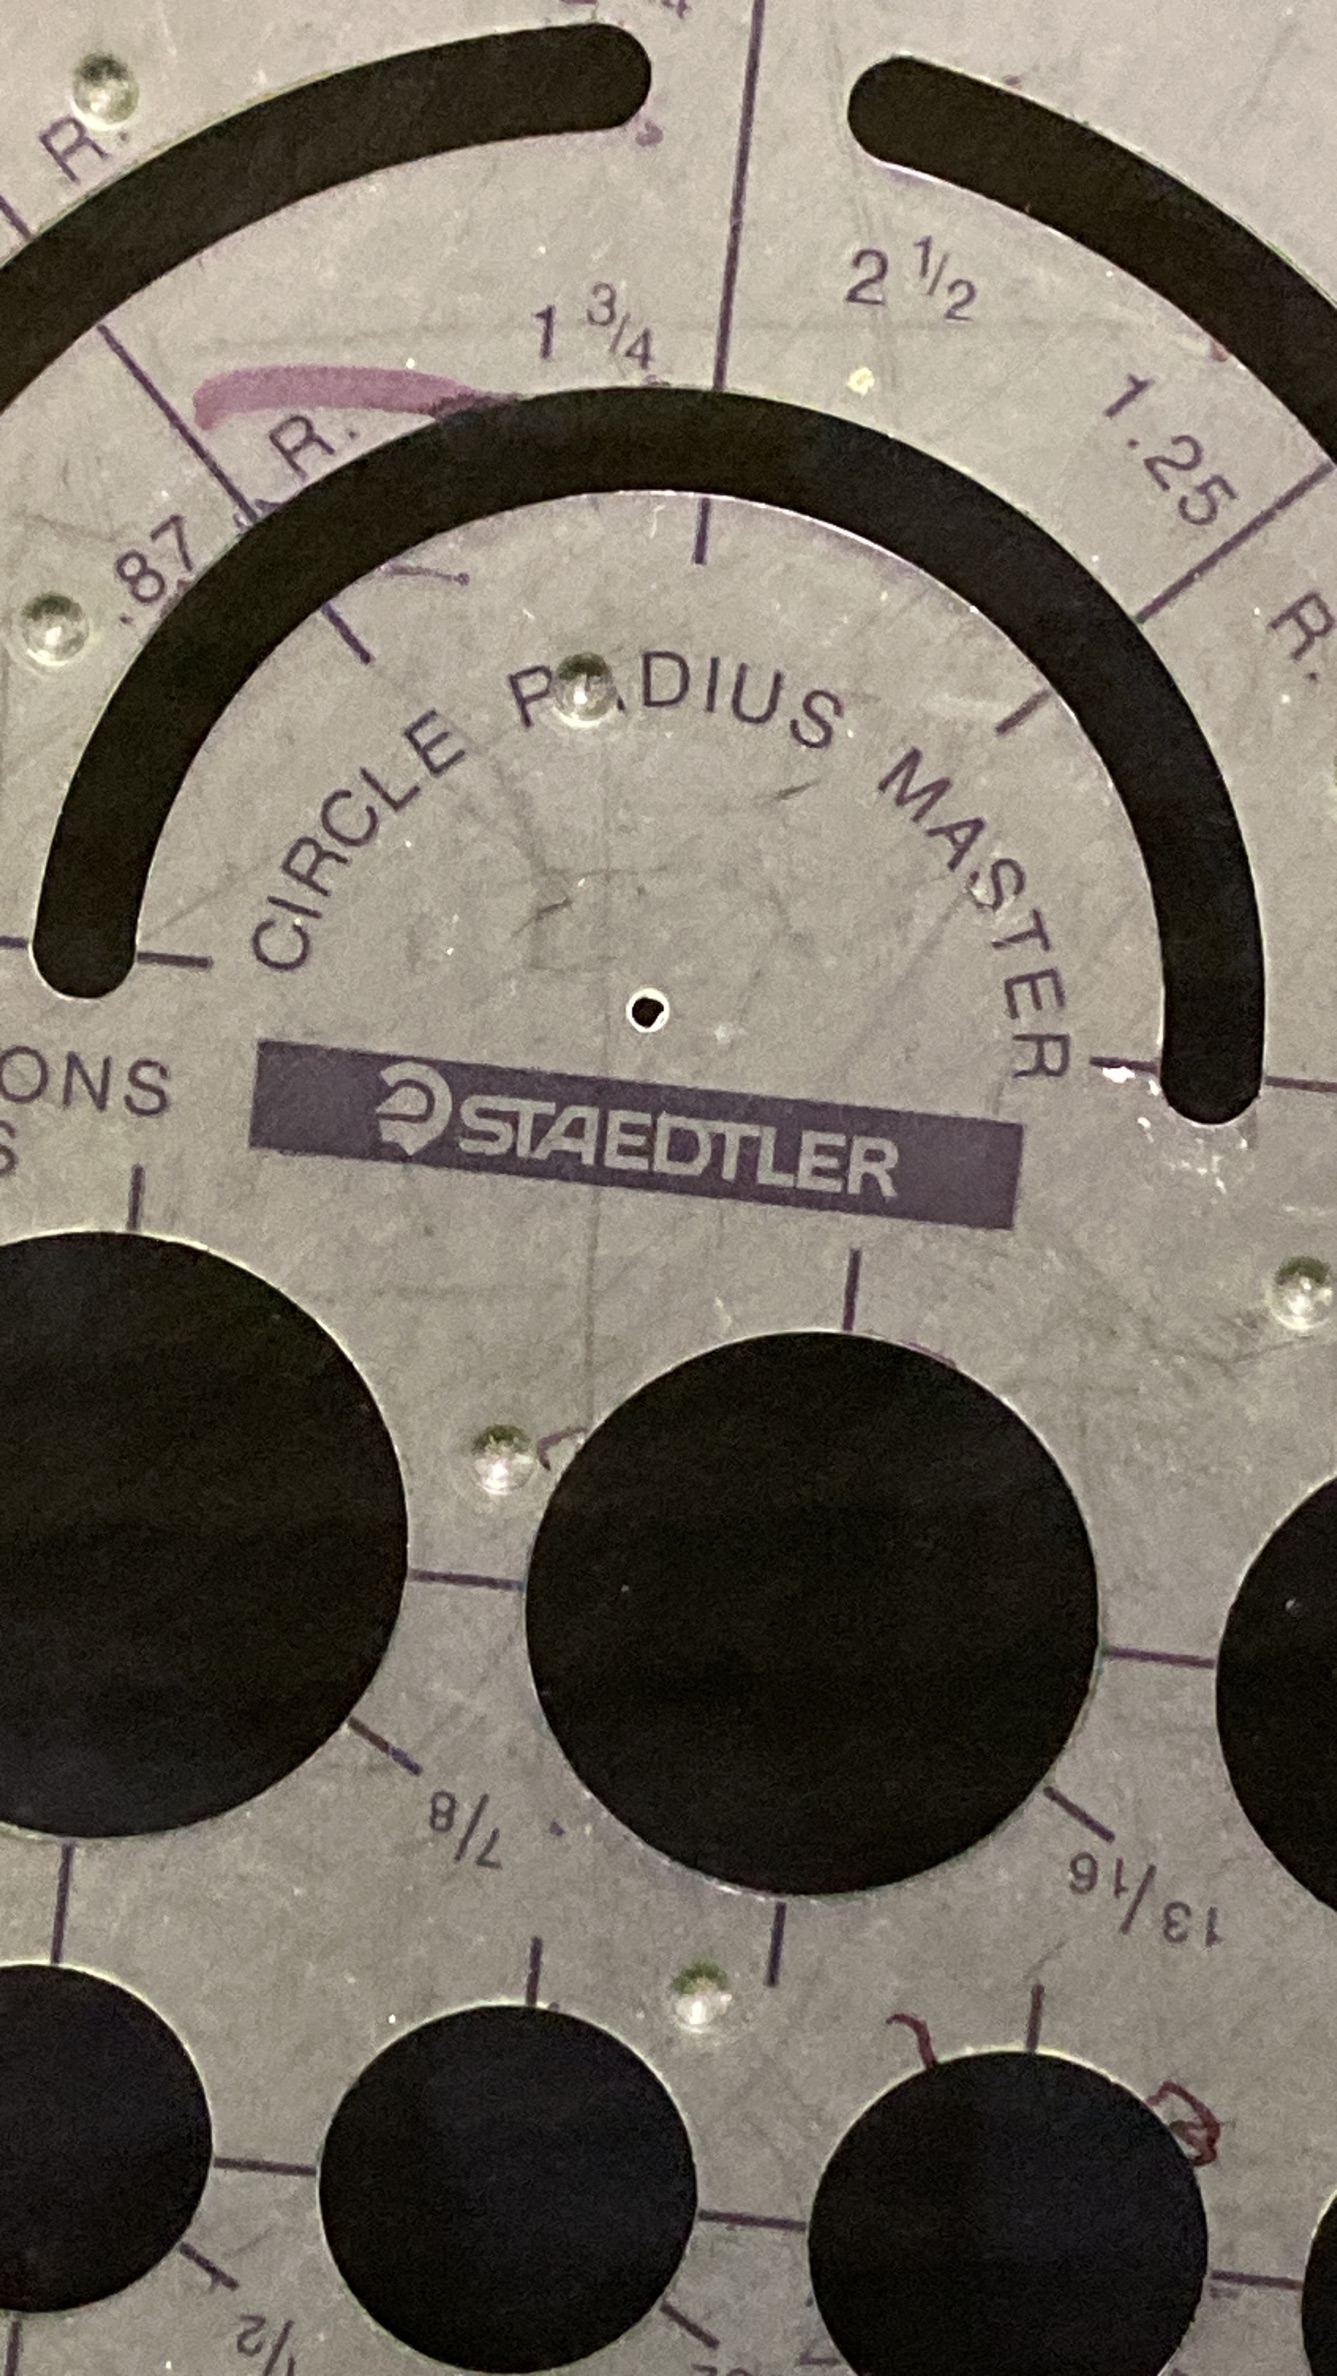 R.
2 1/2
1 3/4
1.25
R.
R.
.87
CIRCLE RADIUS MASTER
ONS
S
STAEDTLER
7/8
13/16
1/2